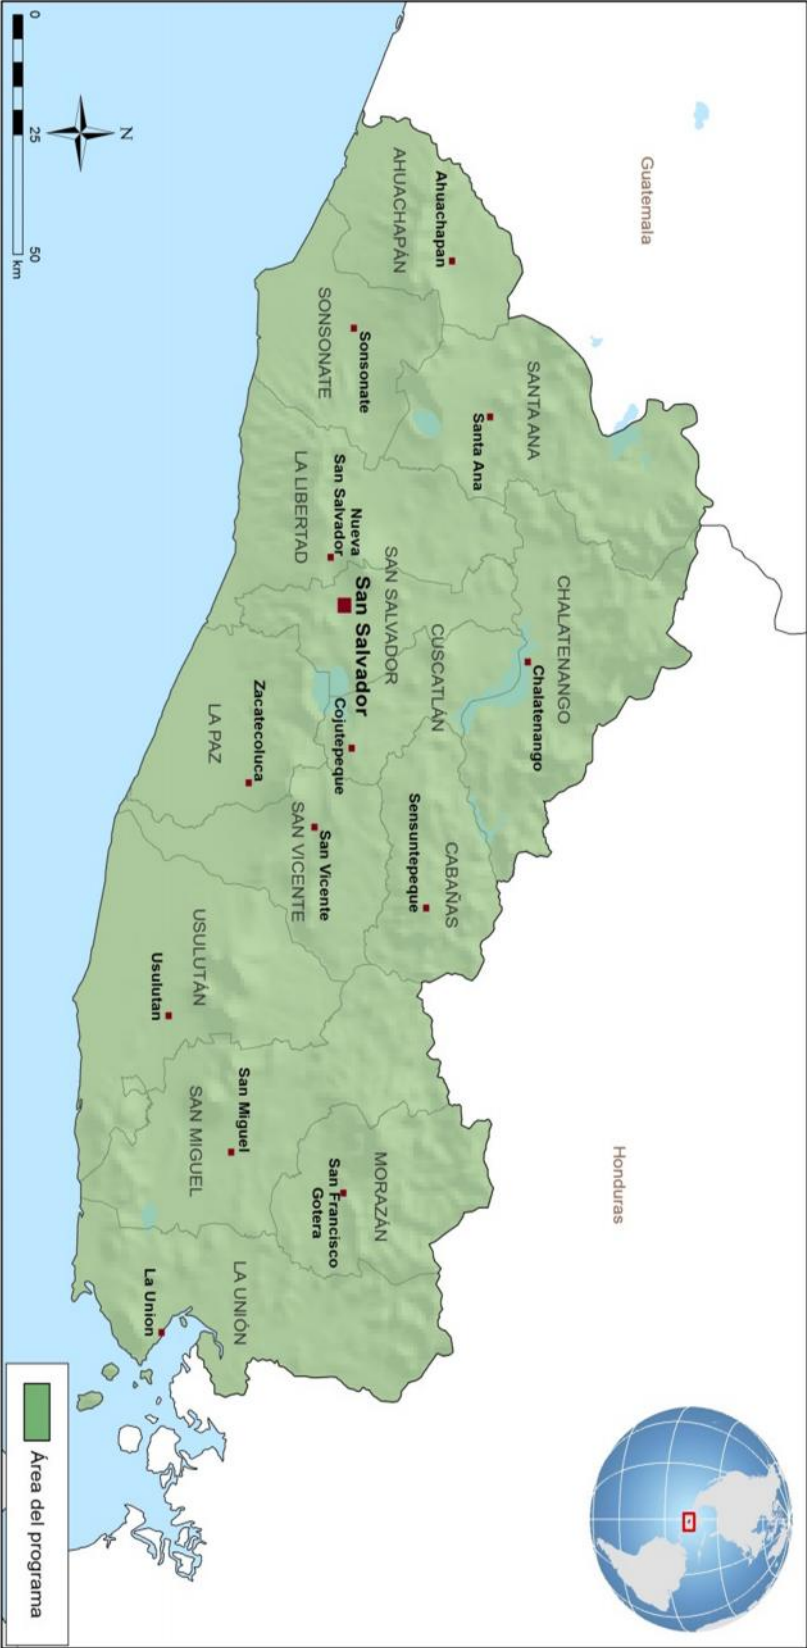 Guatemala
Honduras
SANTA ANA
Santa Ana
AHUACHAPÁN
Ahuachapan
SONSONATE
Sonsonate
CHALATENANGO
Chalatenango
LA LIBERTAD
Nueva
San Salvador
SAN SALVADOR
San Salvador
CUSCATLÁN
Cojutepeque
CABAÑAS
Sensuntepeque
LA PAZ
Zacatecoluca
SAN VICENTE
San Vicente
USULUTÁN
Usulutan
SAN MIGUEL
San Miguel
MORAZÁN
San Francisco
Gotera
LA UNIÓN
La Union
N
0 25 50
km
Área del programa